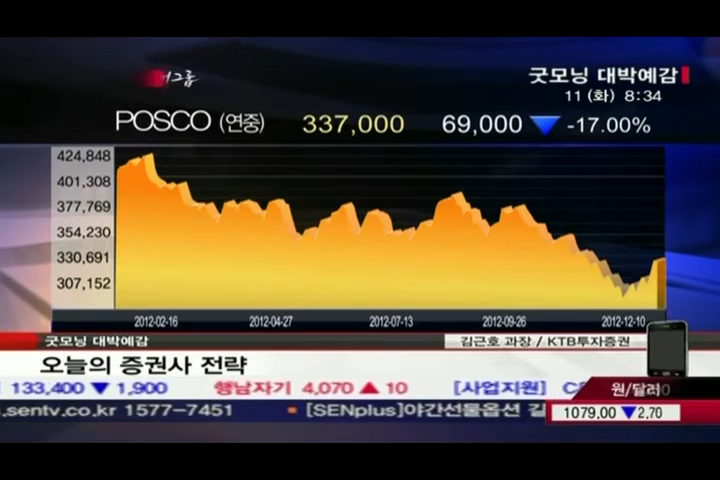 그룹
굿모닝 대박예감
11 (화) 8:34
POSCO (연중) 337,000 69,000 ▼ -17.00%
424,848
401,308
377,769
354,230
330,691
307,152
2012-02-16 2012-04-27 2012-07-13 2012-09-26 2012-12-10
굿모닝 대박예감
김근호 과장 / KTB투자증권
오늘의 증권사 전략
133,400 ▼ 1,900 행남자기 4,070 ▲ 10 [사업지원]
원/달러
1079.00 ▼ 2.70
.sentv.co.kr 1577-7451 [SENplus]야간선물옵션